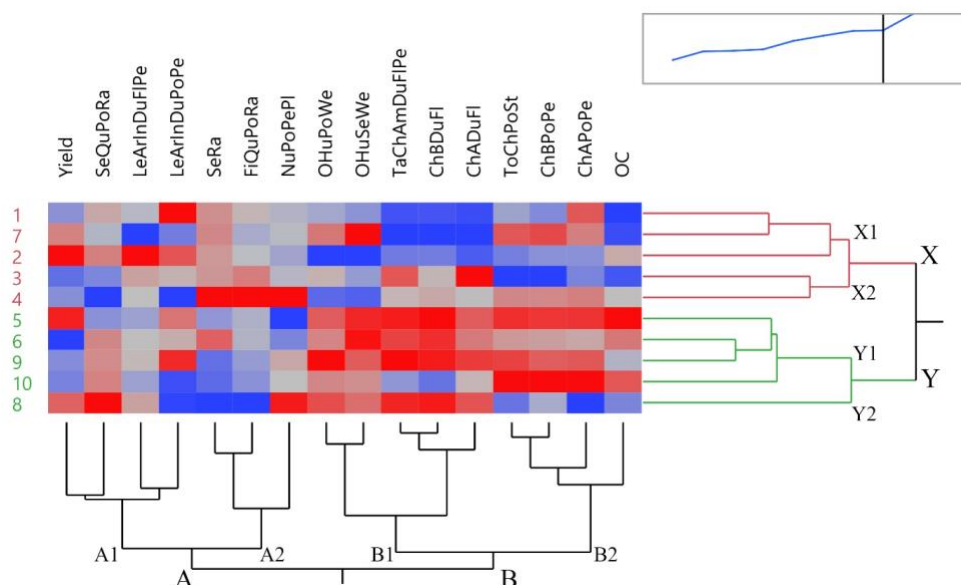 Yield
SeQuPoRa
LeArInDuFlPe
LeArInDuPoPe
SeRa
FiQuPoRa
NuPoPePl
OHuPoWe
OHuSeWe
TaChAmDuFlPe
ChBDuFl
ChADuFl
ToChPoSt
ChBPoPe
ChAPoPe
OC
1
7
2
3
4
5
6
9
10
8
X1
X
X2
Y1
Y
Y2
A1
A2
B1
B2
A
B